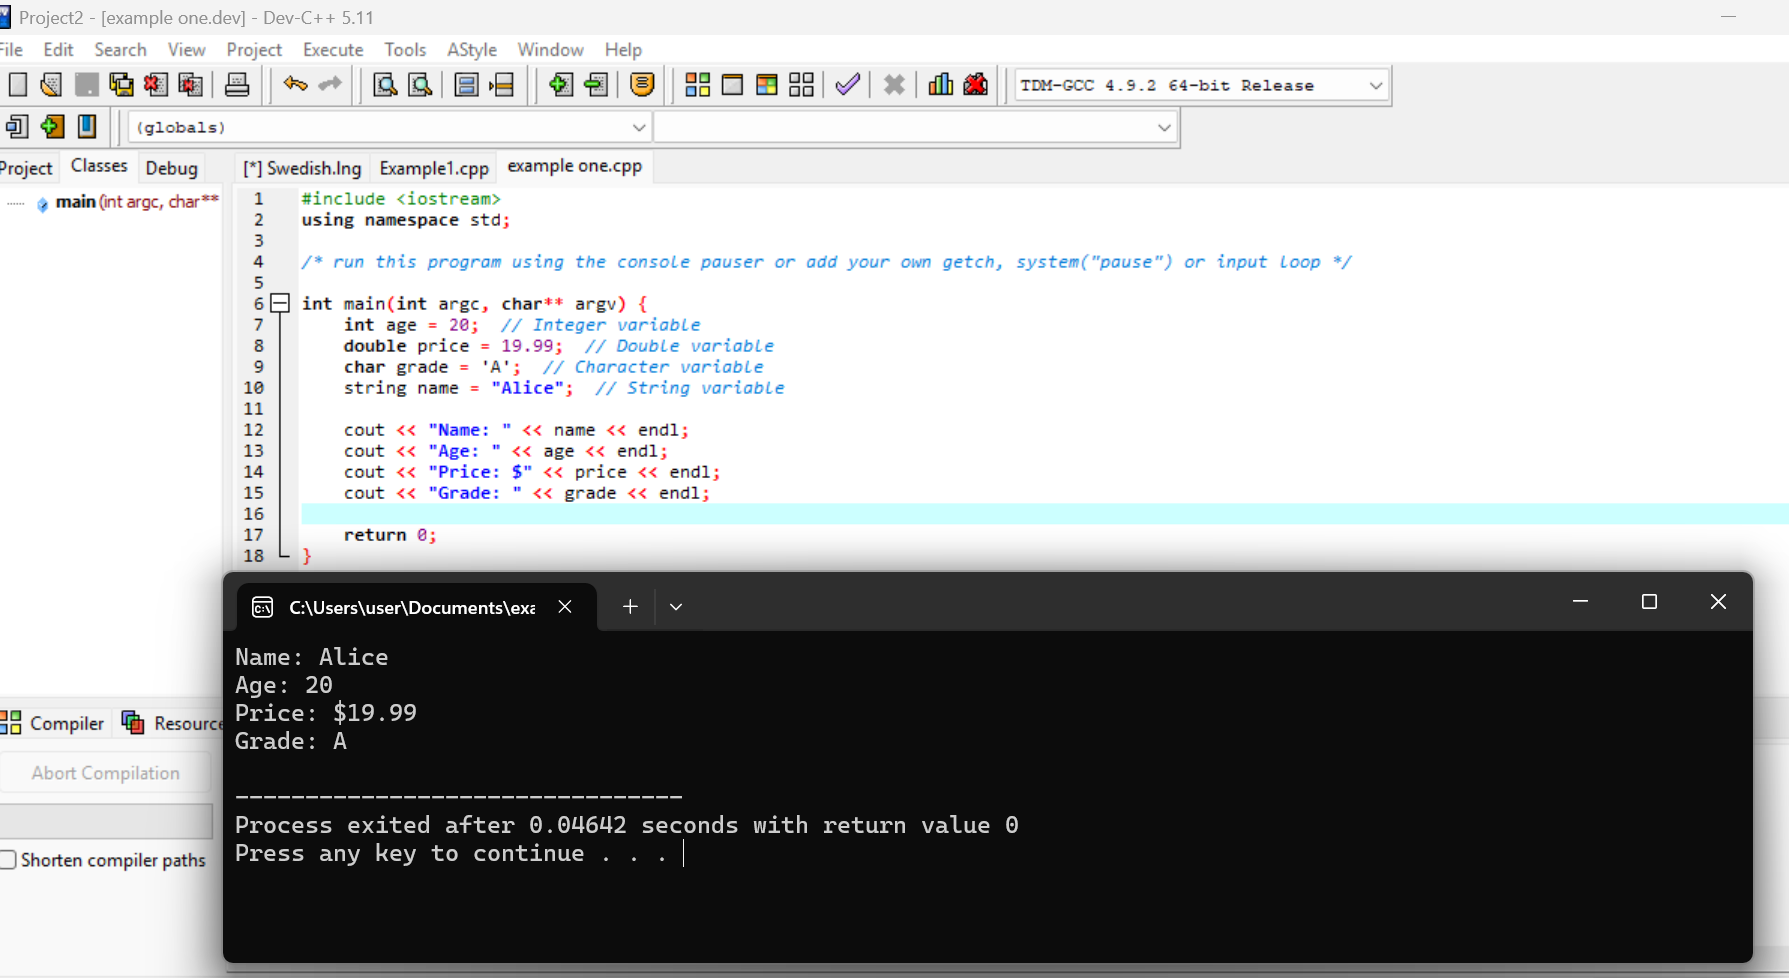 Project2 - [example one.dev] - Dev-C++ 5.11
File Edit Search View Project Execute Tools AStyle Window Help
TDM-GCC 4.9.2 64-bit Release
(globals)
Project Classes Debug
[*] Swedish.lng Example1.cpp example one.cpp
main (int argc, char**
1 #include <iostream>
2 using namespace std;
3
4 /* run this program using the console pauser or add your own getch, system("pause") or input loop */
5
6 int main(int argc, char** argv) {
7 int age = 20; // Integer variable
8 double price = 19.99; // Double variable
9 char grade = 'A'; // Character variable
10 string name = "Alice"; // String variable
11
12 cout << "Name: " << name << endl;
13 cout << "Age: " << age << endl;
14 cout << "Price: $" << price << endl;
15 cout << "Grade: " << grade << endl;
16
17 return 0;
18 }
C:\Users\user\Documents\exa
Name: Alice
Age: 20
Price: $19.99
Grade: A
--------------------------------
Process exited after 0.04642 seconds with return value 0
Press any key to continue . . .
Compiler Resource
Abort Compilation
Shorten compiler paths